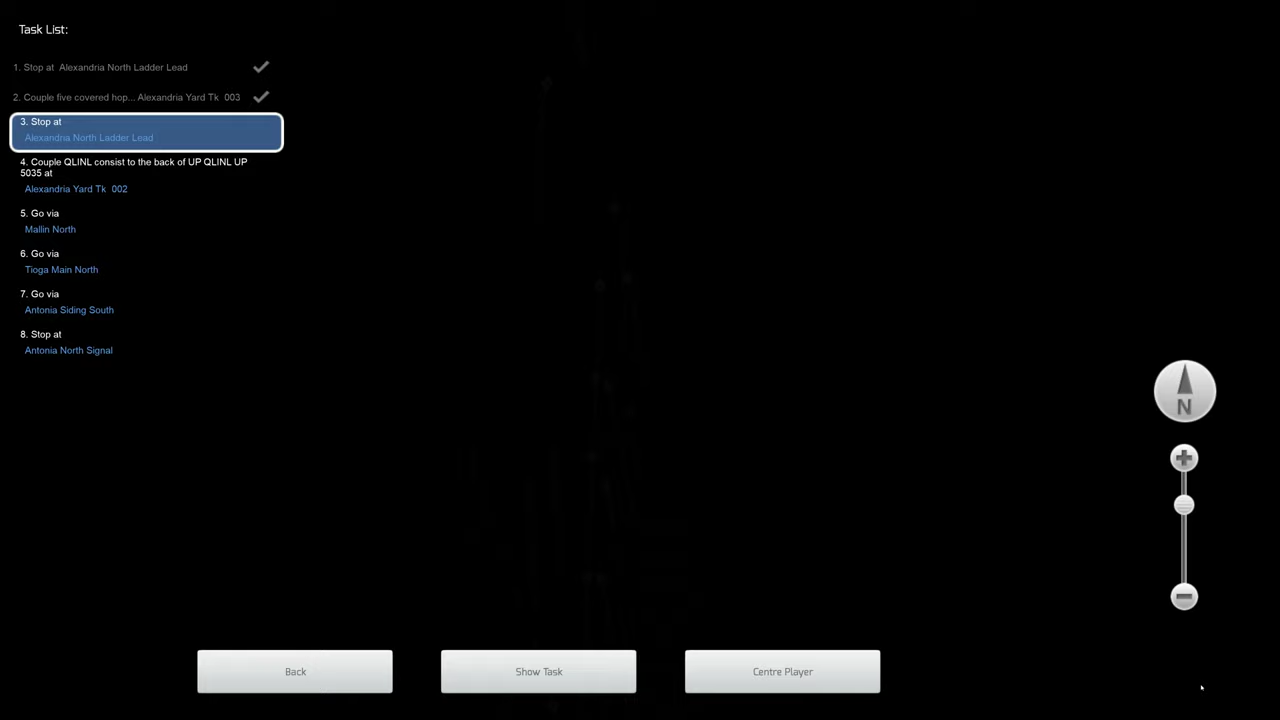 Task List:
1. Stop at  Alexandria North Ladder Lead
2. Couple five covered hop... Alexandria Yard Tk  003
3. Stop at
Alexandria North Ladder Lead
4. Couple QLINL consist to the back of UP QLINL UP
5035 at
Alexandria Yard Tk  002
5. Go via
Mallin North
6. Go via
Tioga Main North
7. Go via
Antonia Siding South
8. Stop at
Antonia North Signal
N
Back
Show Task
Centre Player